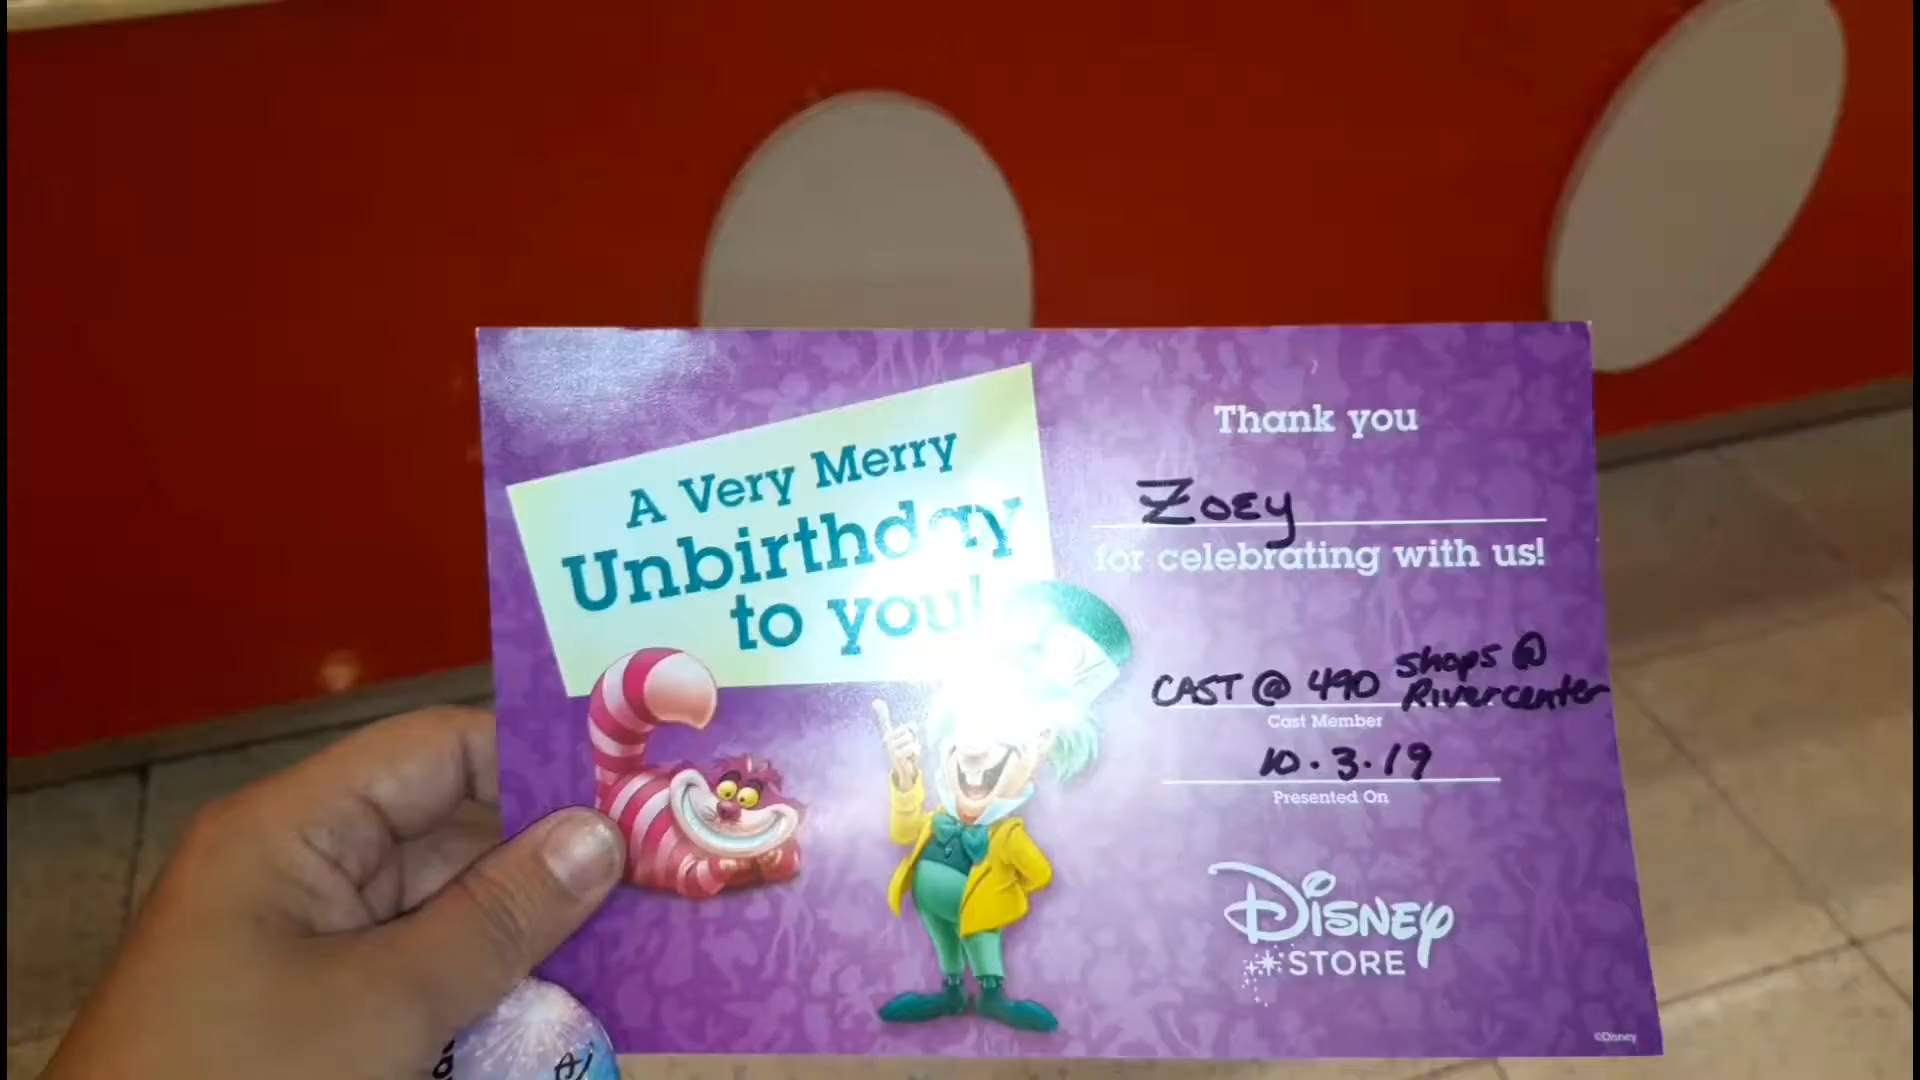 A Very Merry
Unbirthday
to you!
Thank you
Zoey
for celebrating with us!
CAST @ 490 Shops @
Rivercenter
Cast Member
10.3.19
Presented On
Disney
STORE
©Disney